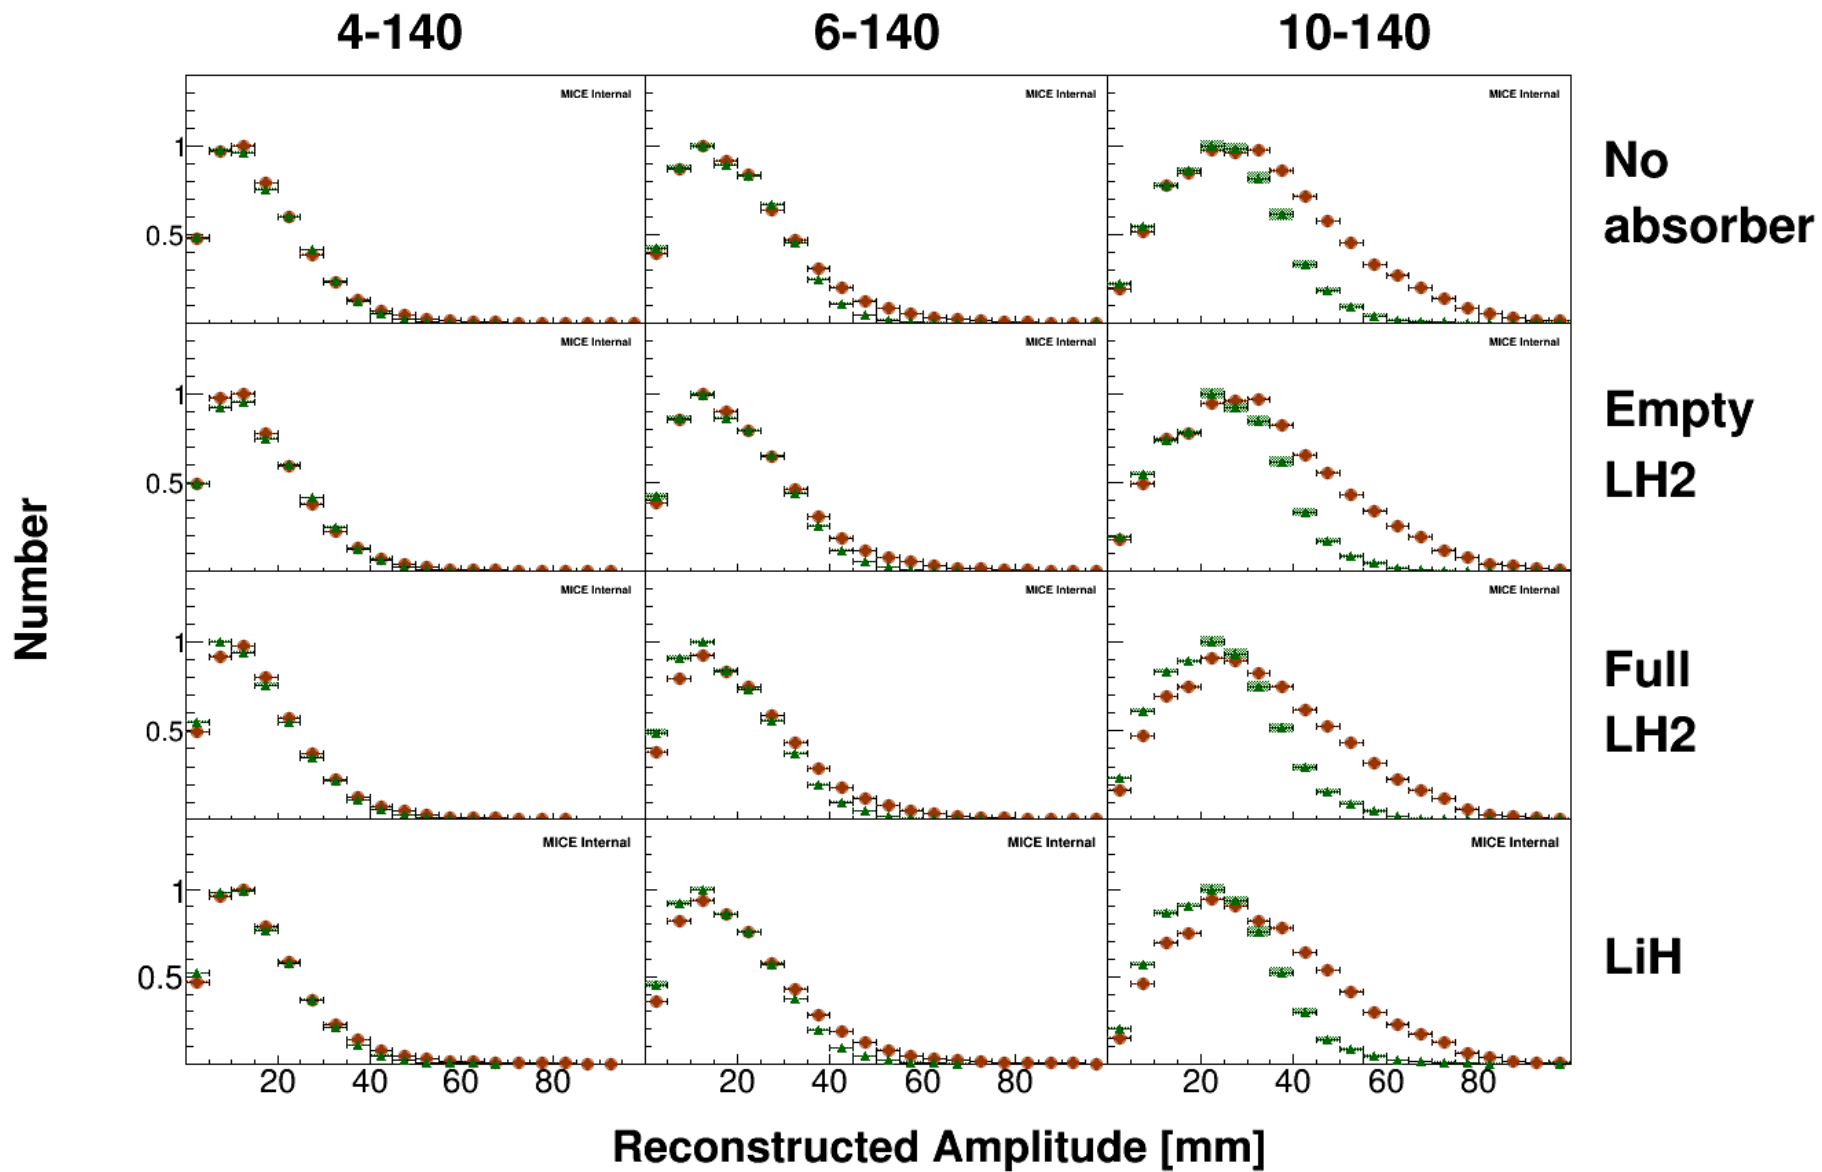 4-140 6-140 10-140
MICE Internal MICE Internal MICE Internal
1
0.5
No
absorber
MICE Internal MICE Internal MICE Internal
1
0.5
Empty
LH2
Number
MICE Internal MICE Internal MICE Internal
1
0.5
Full
LH2
MICE Internal MICE Internal MICE Internal
1
0.5
LiH
20 40 60 80 20 40 60 80 20 40 60 80
Reconstructed Amplitude [mm]